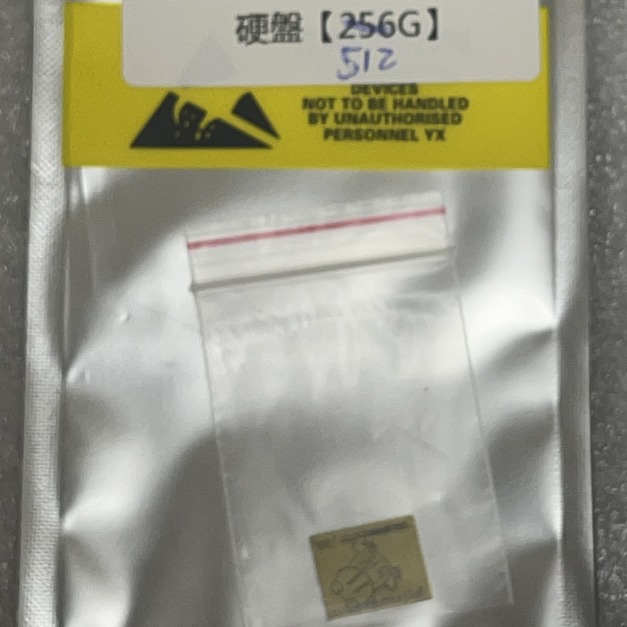 硬盤【256G】
512
DEVICES
NOT TO BE HANDLED
BY UNAUTHORISED
PERSONNEL YX